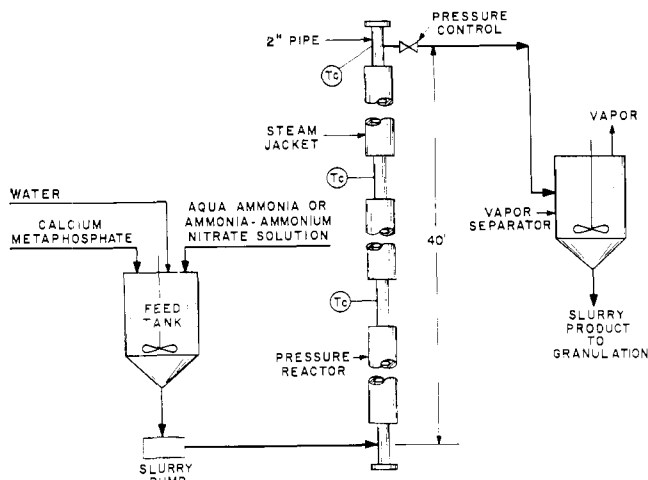 PRESSURE
CONTROL
2" PIPE
TC
STEAM
JACKET
VAPOR
TC
WATER
AQUA AMMONIA OR
AMMONIA-AMMONIUM
NITRATE SOLUTION
CALCIUM
METAPHOSPHATE
VAPOR
SEPARATOR
40'
TC
FEED
TANK
SLURRY
PRODUCT
TO
GRANULATION
PRESSURE
REACTOR
SLURRY